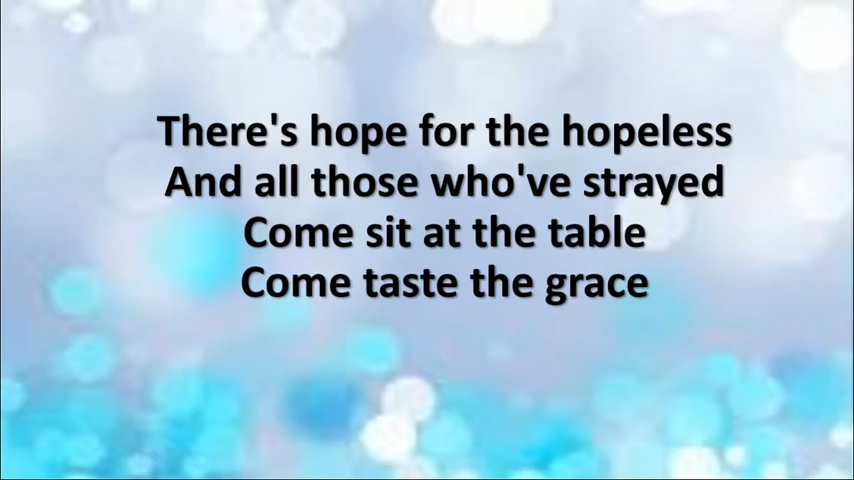 There's hope for the hopeless
And all those who've strayed
Come sit at the table
Come taste the grace